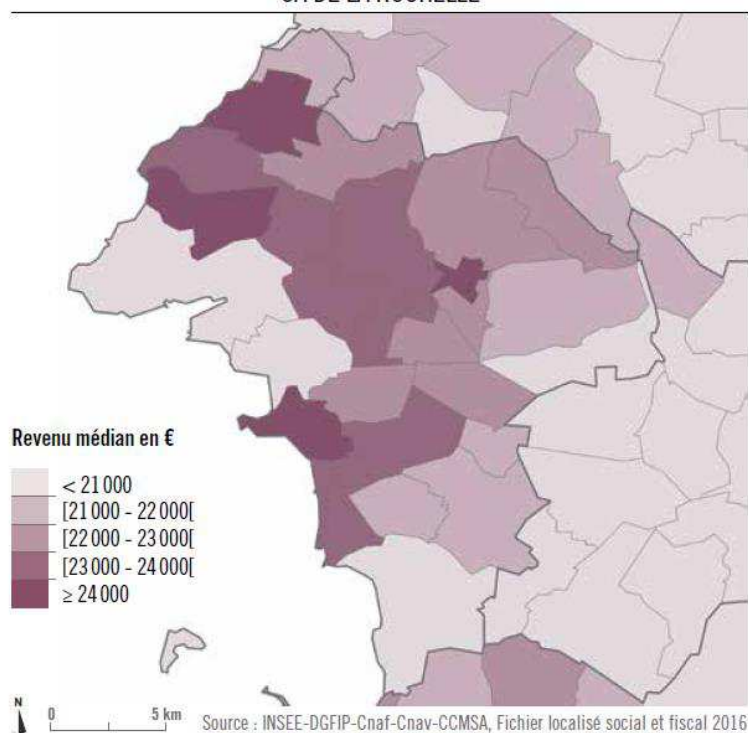 Revenu médian en €
< 21 000
[21 000 - 22 000[
[22 000 - 23 000[
[23 000 - 24 000[
≥ 24 000
N
0 5 km
Source : INSEE-DGFIP-Cnaf-Cnav-CCMSA, Fichier localisé social et fiscal 2016